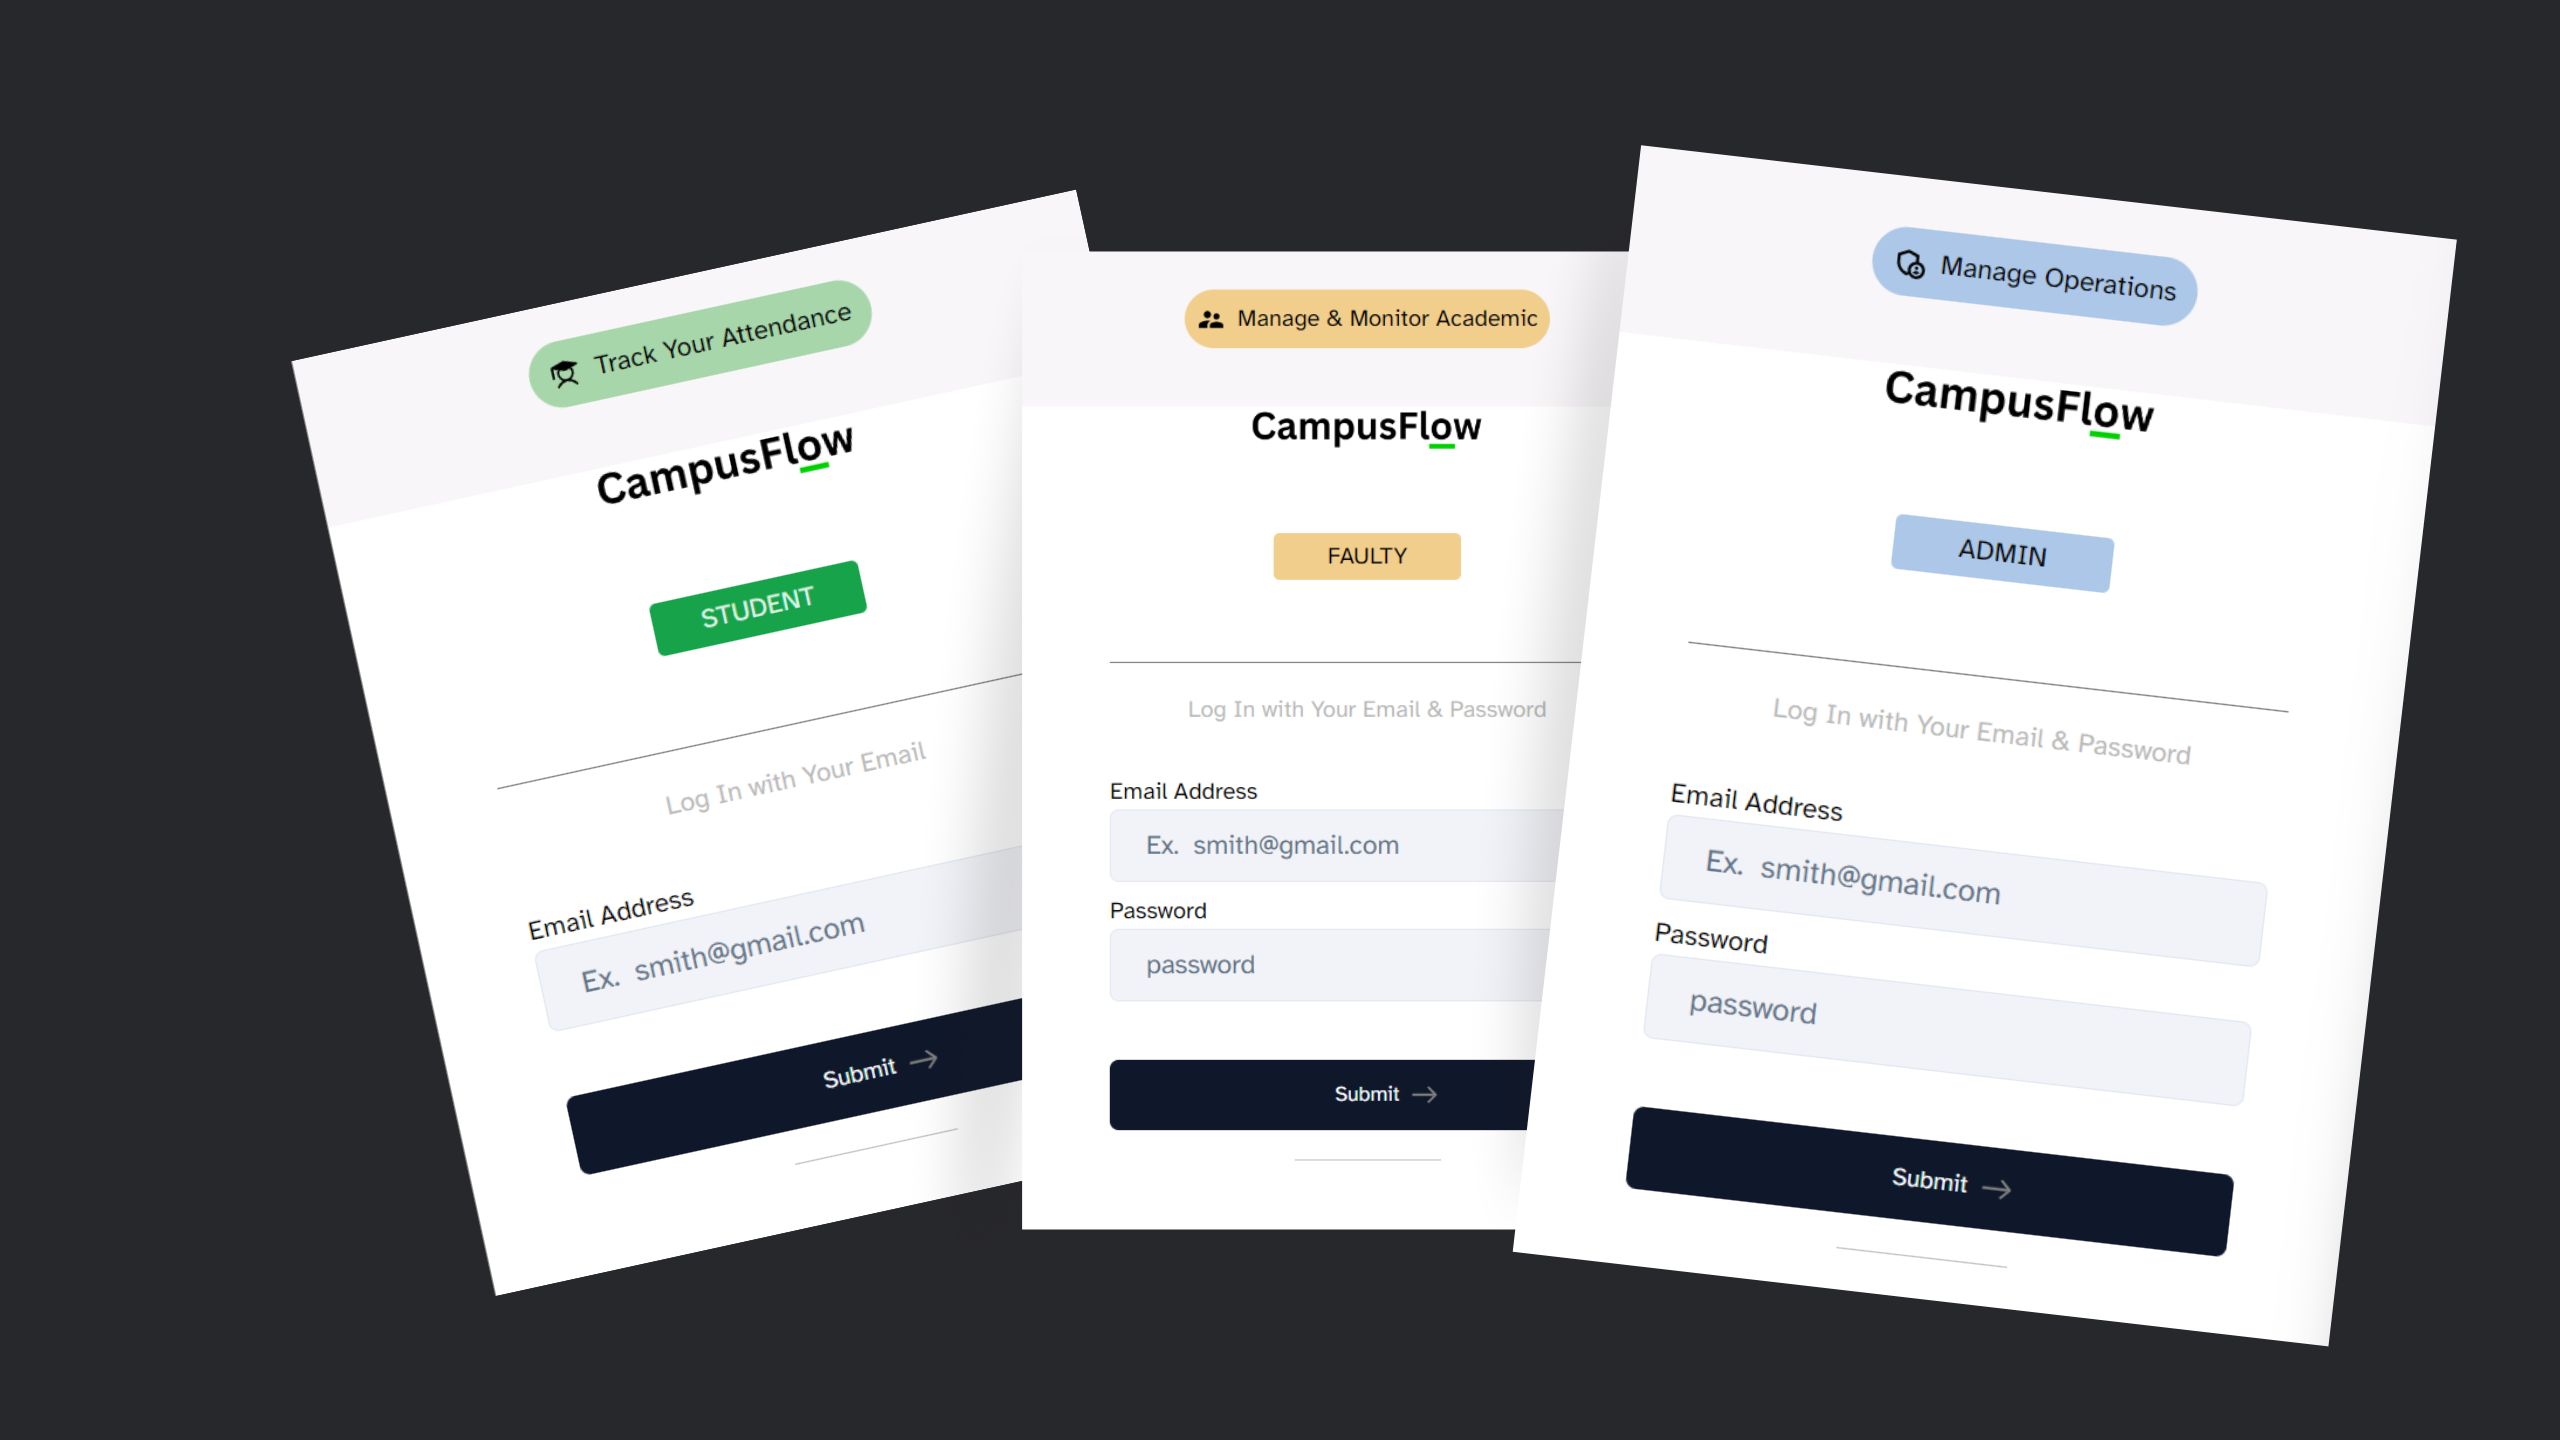 Track Your Attendance
CampusFlow
STUDENT
Log In with Your Email
Email Address
Ex. smith@gmail.com
Submit
Manage & Monitor Academic
CampusFlow
FAULTY
Log In with Your Email & Password
Email Address
Ex. smith@gmail.com
Password
password
Submit
Manage Operations
CampusFlow
ADMIN
Log In with Your Email & Password
Email Address
Ex. smith@gmail.com
Password
password
Submit